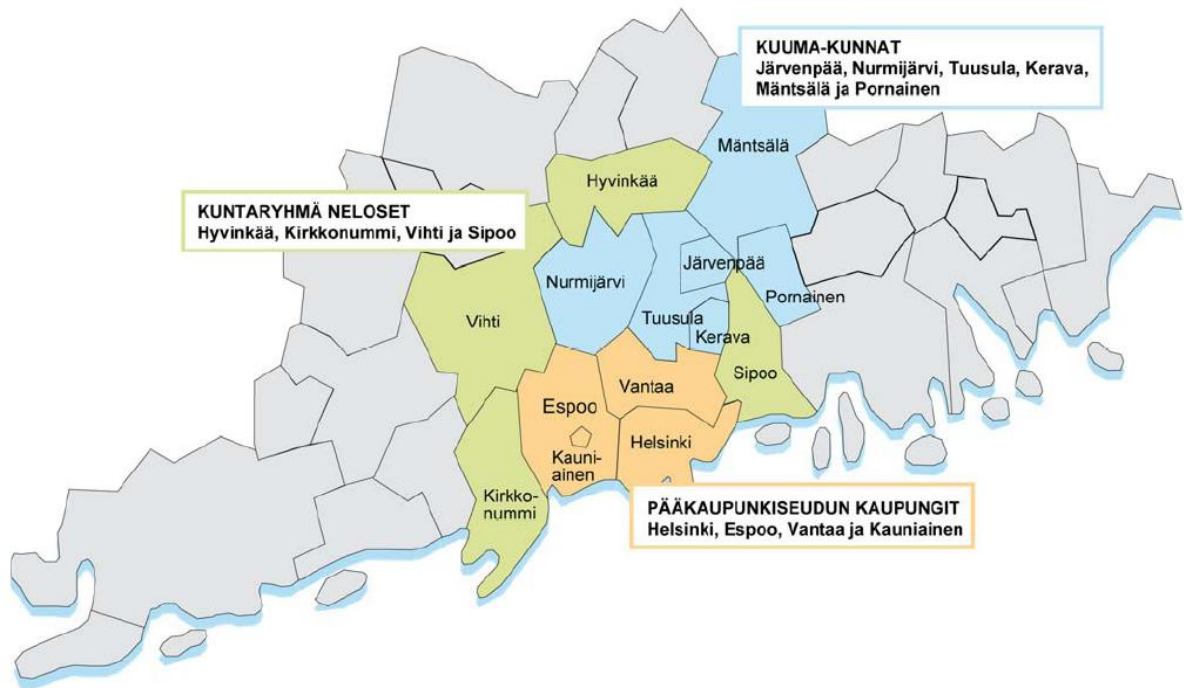 KUUMA-KUNNAT
Järvenpää, Nurmijärvi, Tuusula, Kerava,
Mäntsälä ja Pornainen
Mäntsälä
Hyvinkää
KUNTARYHMÄ NELOSET
Hyvinkää, Kirkkonummi, Vihti ja Sipoo
Järvenpää
Nurmijärvi
Pornainen
Vihti
Tuusula
Kerava
Sipoo
Vantaa
Espoo
Helsinki
Kauni-
ainen
Kirkko-
nummi
PÄÄKAUPUNKISEUDUN KAUPUNGIT
Helsinki, Espoo, Vantaa ja Kauniainen